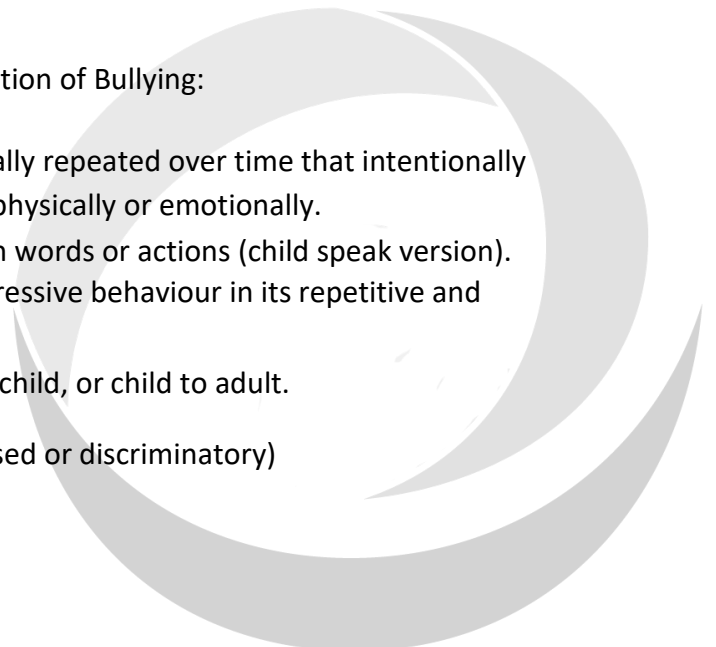 tion of Bullying:
ally repeated over time that intentionally
physically or emotionally.
words or actions (child speak version).
ressive behaviour in its repetitive and
child, or child to adult.
sed or discriminatory)